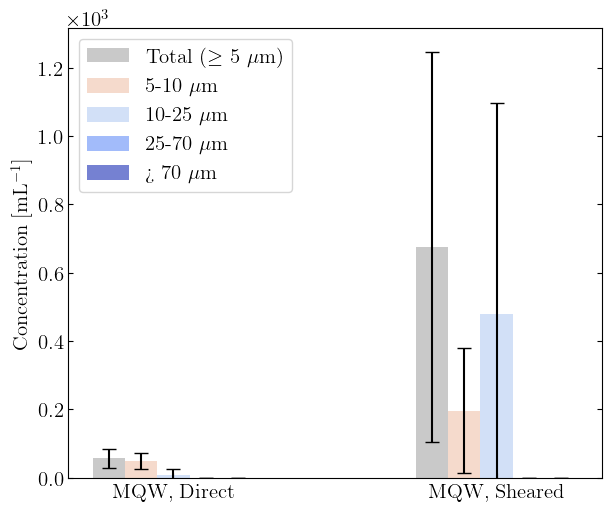 ×10³
Total (≥ 5 μm)
5-10 μm
10-25 μm
25-70 μm
¿ 70 μm
Concentration [mL⁻¹]
1.2
1.0
0.8
0.6
0.4
0.2
0.0
MQW, Direct
MQW, Sheared